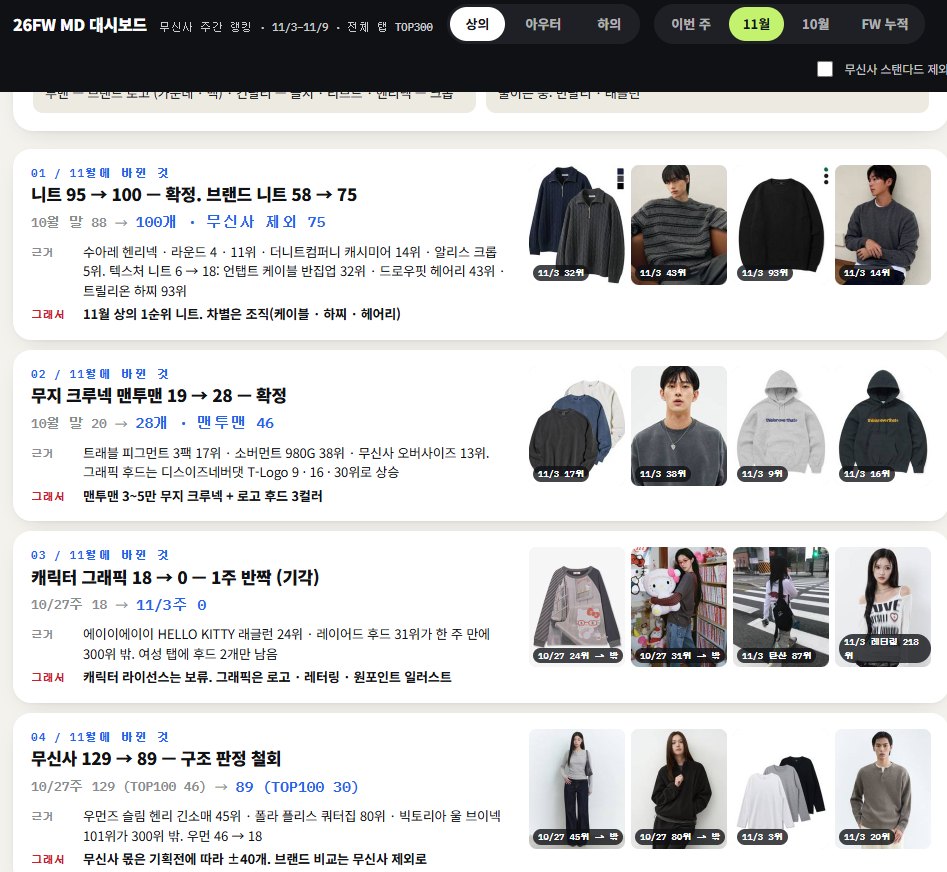 26FW MD 대시보드
무신사 주간 랭킹 · 11/3–11/9 · 전체 탭 TOP300
상의 아우터 하의
이번 주 11월 10월 FW 누적
무신사 스탠다드 제외
01 / 11월에 바뀐 것
니트 95 → 100 — 확정. 브랜드 니트 58 → 75
10월 말 88 → 100개 · 무신사 제외 75
근거 수아레 헨리넥 · 라운드 4 · 11위 · 더니트컴퍼니 캐시미어 14위 · 알리스 크롭
5위. 텍스처 니트 6 → 18: 언탭트 케이블 반집업 32위 · 드로우핏 헤어리 43위 ·
트릴리온 하찌 93위
그래서 11월 상의 1순위 니트. 차별은 조직(케이블 · 하찌 · 헤어리)
11/3 32위
11/3 43위
11/3 93위
11/3 14위
02 / 11월에 바뀐 것
무지 크루넥 맨투맨 19 → 28 — 확정
10월 말 20 → 28개 · 맨투맨 46
근거 트래블 피그먼트 3팩 17위 · 소버먼트 980G 38위 · 무신사 오버사이즈 13위.
그래픽 후드는 디스이즈네버댓 T-Logo 9 · 16 · 30위로 상승
그래서 맨투맨 3~5만 무지 크루넥 + 로고 후드 3컬러
11/3 17위
11/3 38위
11/3 9위
11/3 16위
03 / 11월에 바뀐 것
캐릭터 그래픽 18 → 0 — 1주 반짝 (기각)
10/27주 18 → 11/3주 0
근거 에이이에이이 HELLO KITTY 래글런 24위 · 레이어드 후드 31위가 한 주 만에
300위 밖. 여성 탭에 후드 2개만 남음
그래서 캐릭터 라이선스는 보류. 그래픽은 로고 · 레터링 · 원포인트 일러스트
10/27 24위 → 밖
10/27 31위 → 밖
11/3 문산 87위
11/3 레터링 218
위
04 / 11월에 바뀐 것
무신사 129 → 89 — 구조 판정 철회
10/27주 129 (TOP100 46) → 89 (TOP100 30)
근거 우먼즈 슬림 헨리 긴소매 45위 · 폴라 플리스 쿼터집 80위 · 빅토리아 울 브이넥
101위가 300위 밖. 우먼 46 → 18
그래서 무신사 몫은 기획전에 따라 ±40개. 브랜드 비교는 무신사 제외로
10/27 45위 → 밖
10/27 80위 → 밖
11/3 3위
11/3 20위